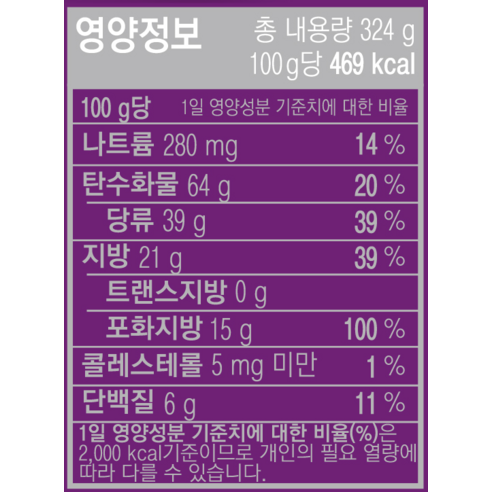 영양정보 총 내용량 324 g
100 g당 469 kcal
100 g당 1일 영양성분 기준치에 대한 비율
나트륨 280 mg 14 %
탄수화물 64 g 20 %
당류 39 g 39 %
지방 21 g 39 %
트랜스지방 0 g
포화지방 15 g 100 %
콜레스테롤 5 mg 미만 1 %
단백질 6 g 11 %
1일 영양성분 기준치에 대한 비율(%)은
2,000 kcal기준이므로 개인의 필요 열량에
따라 다를 수 있습니다.